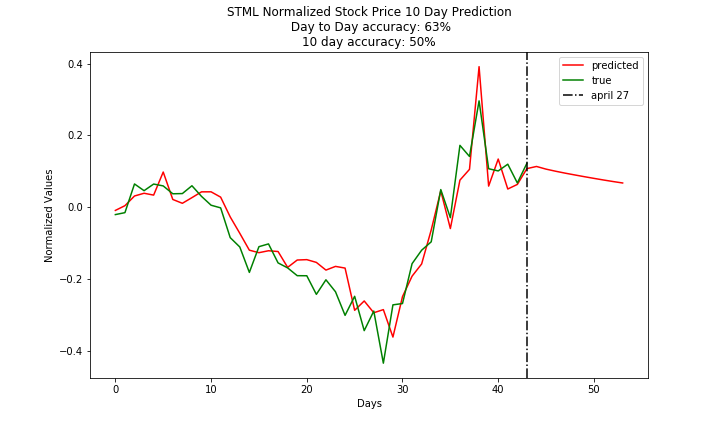 STML Normalized Stock Price 10 Day Prediction
Day to Day accuracy: 63%
10 day accuracy: 50%
predicted
true
april 27
Normalized Values
0.4
0.2
0.0
−0.2
−0.4
0 10 20 30 40 50
Days